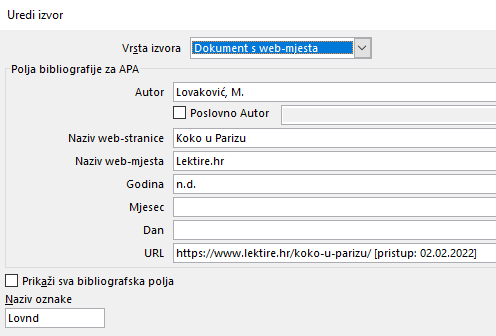 Uredi izvor
Vrsta izvora Dokument s web-mjesta
Polja bibliografije za APA
Autor Lovaković, M.
Poslovno Autor
Naziv web-stranice Koko u Parizu
Naziv web-mjesta Lektire.hr
Godina n.d.
Mjesec
Dan
URL https://www.lektire.hr/koko-u-parizu/ [pristup: 02.02.2022]
Prikaži sva bibliografska polja
Naziv oznake
Lovnd